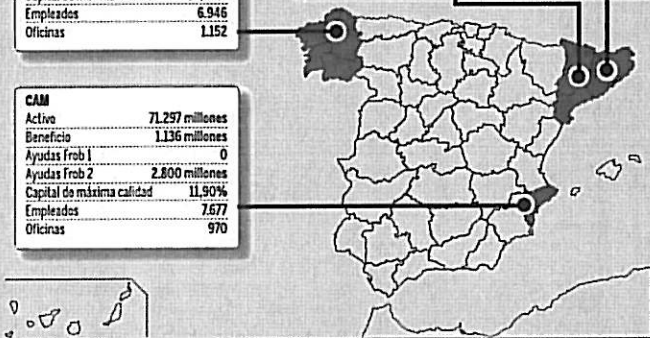 Empleados 6.946
Oficinas 1.152
CAM
Activo 71.297 millones
Beneficio 1.136 millones
Ayudas Frob 1 0
Ayudas Frob 2 2.800 millones
Capital de máxima calidad 11,90%
Empleados 7.677
Oficinas 970